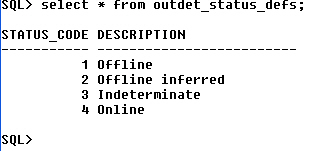 SQL> select * from outdet_status_defs;
STATUS_CODE DESCRIPTION
----------- -------------------------
1 Offline
2 Offline inferred
3 Indeterminate
4 Online
SQL>